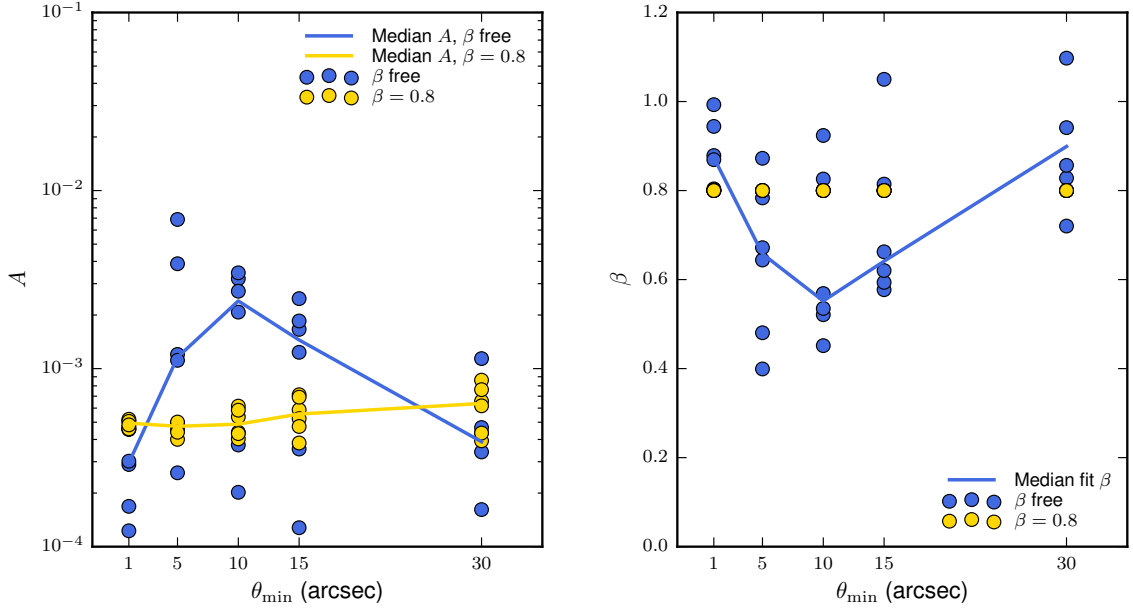 10⁻¹
10⁻²
10⁻³
10⁻⁴
A
1 5 10 15 30
θmin (arcsec)
Median A, β free
Median A, β = 0.8
β free
β = 0.8
1.2
1.0
0.8
0.6
0.4
0.2
0.0
β
1 5 10 15 30
θmin (arcsec)
Median fit β
β free
β = 0.8